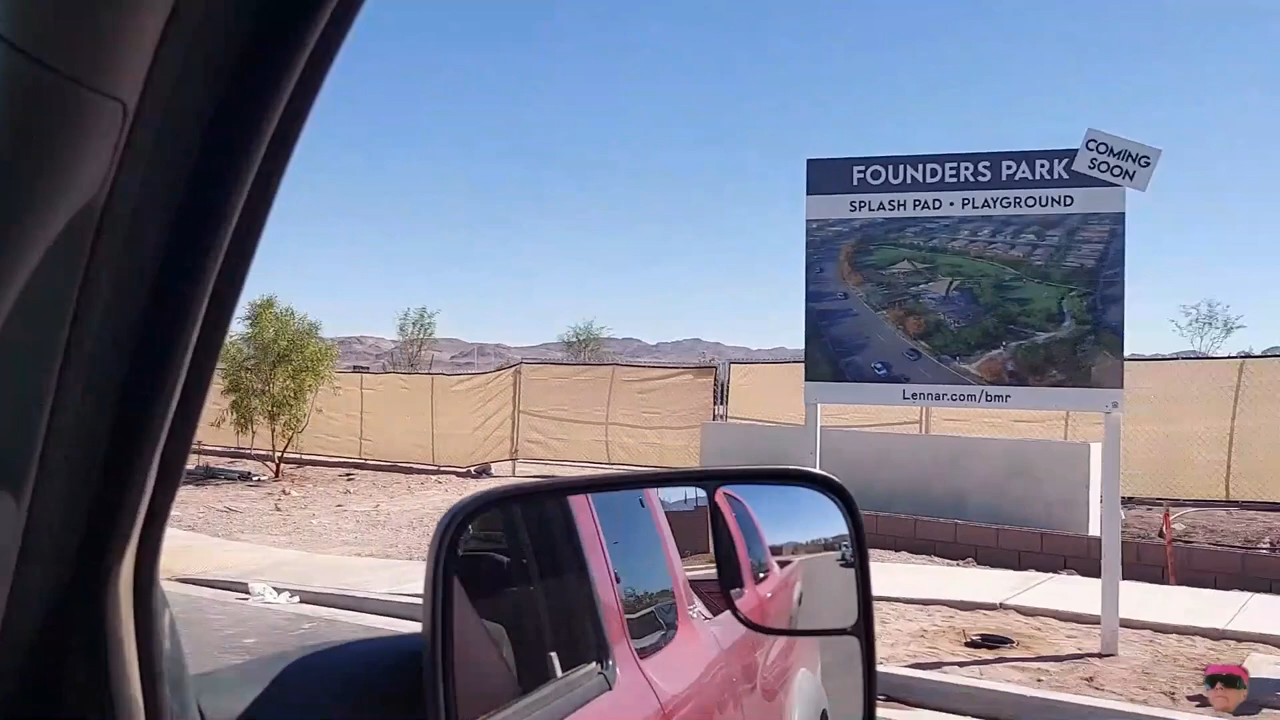 FOUNDERS PARK
COMING
SOON
SPLASH PAD • PLAYGROUND
Lennar.com/bmr